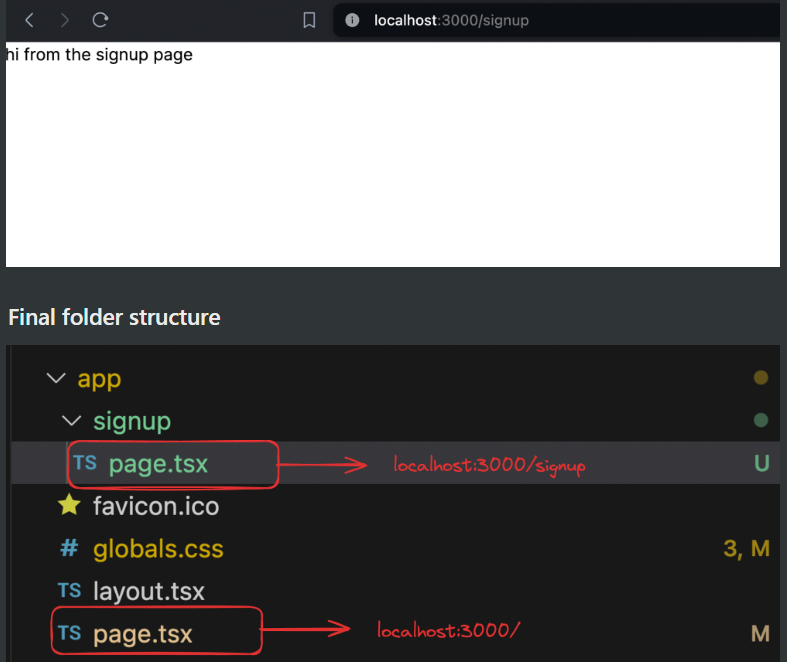 localhost:3000/signup
hi from the signup page
Final folder structure
app
signup
TS page.tsx localhost:3000/signup U
favicon.ico
# globals.css 3, M
TS layout.tsx
TS page.tsx localhost:3000/ M